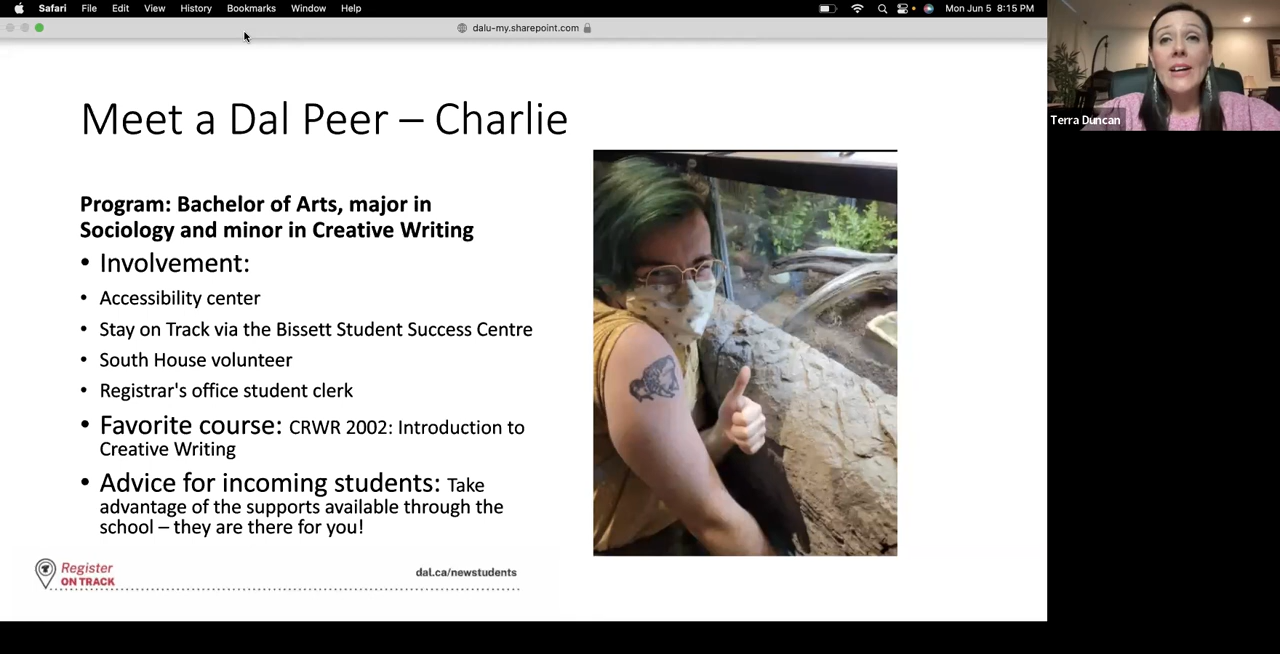 Safari File Edit View History Bookmarks Window Help Mon Jun 5 8:15 PM
dalu-my.sharepoint.com
Terra Duncan
Meet a Dal Peer – Charlie
Program: Bachelor of Arts, major in
Sociology and minor in Creative Writing
• Involvement:
• Accessibility center
• Stay on Track via the Bissett Student Success Centre
• South House volunteer
• Registrar's office student clerk
• Favorite course: CRWR 2002: Introduction to
Creative Writing
• Advice for incoming students: Take
advantage of the supports available through the
school – they are there for you!
Register
ON TRACK
dal.ca/newstudents